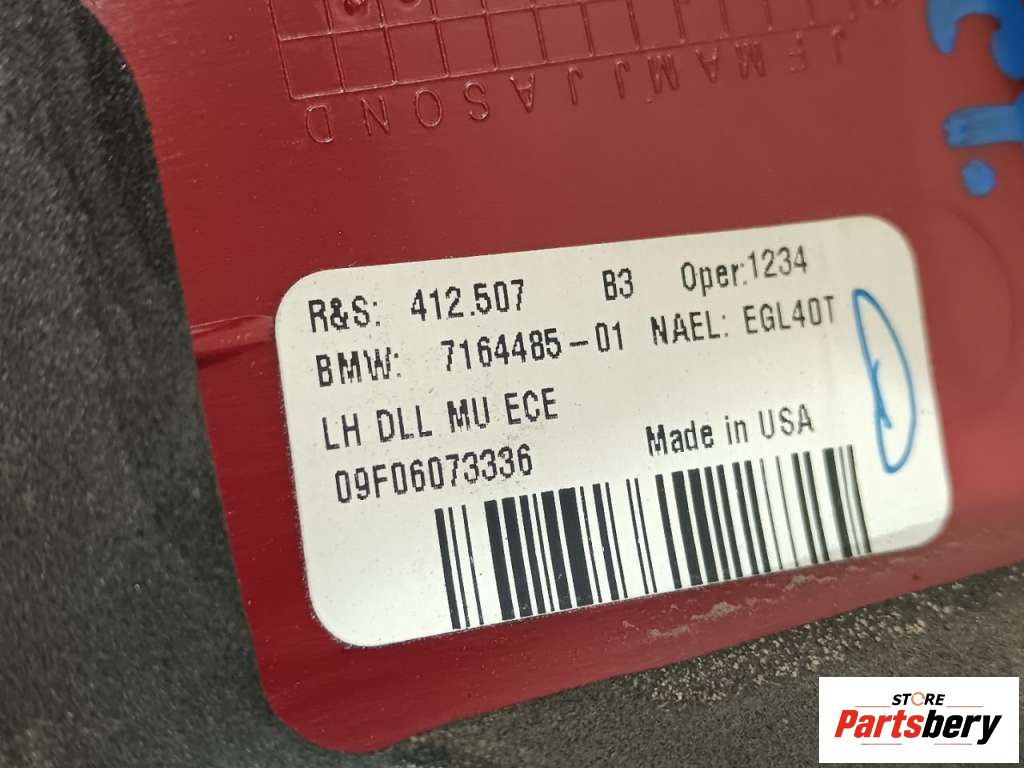 J F M A M J J A S O N D
R&S: 412.507 B3 Oper:1234
BMW: 7164485-01 NAEL: EGL40T
LH DLL MU ECE
09F06073336 Made in USA
STORE
Partsbery